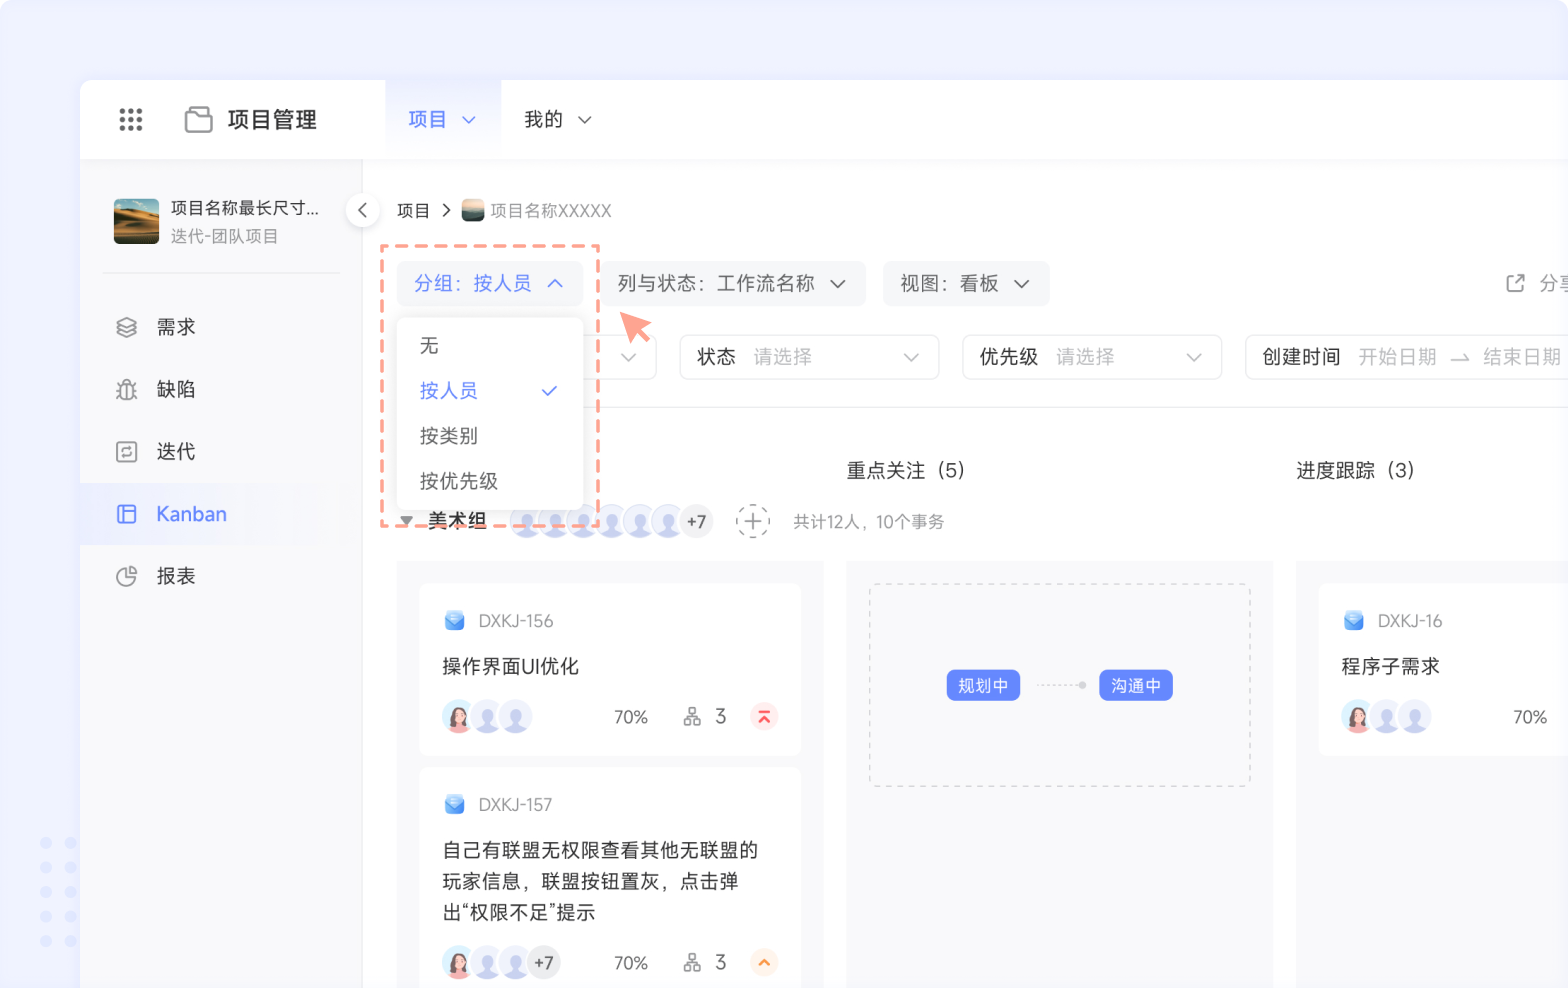 项目管理
项目
我的
项目名称最长尺寸...
迭代-团队项目
需求
缺陷
迭代
Kanban
报表
项目
项目名称XXXXX
分组：按人员
列与状态：工作流名称
视图：看板
无
按人员
按类别
按优先级
状态 请选择
优先级 请选择
创建时间 开始日期 结束日期
重点关注（5）
进度跟踪（3）
美术组
+7
共计12人，10个事务
DXKJ-156
操作界面UI优化
70%
3
DXKJ-157
自己有联盟无权限查看其他无联盟的
玩家信息，联盟按钮置灰，点击弹
出“权限不足”提示
+7
70%
3
规划中
沟通中
DXKJ-16
程序子需求
70%